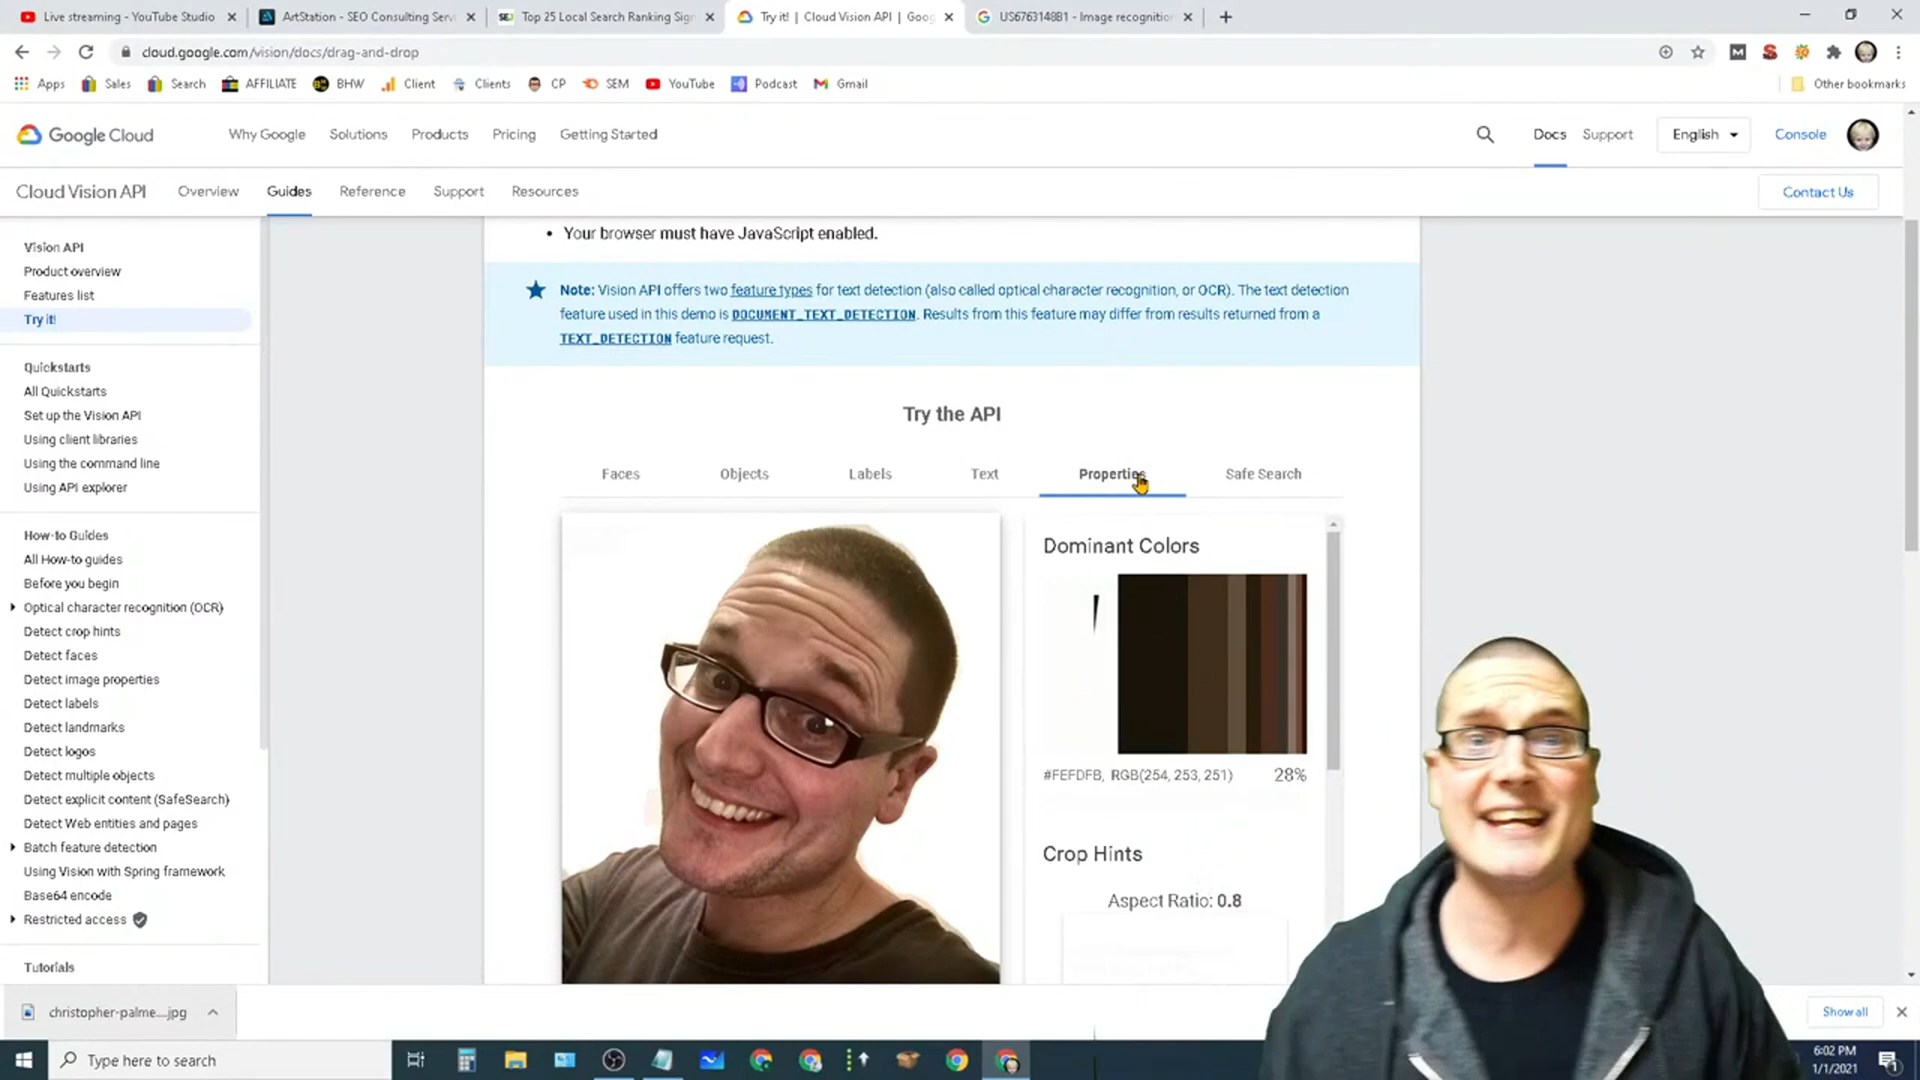 Live streaming - YouTube Studio
ArtStation - SEO Consulting Serv
Top 25 Local Search Ranking Sig
Try it! | Cloud Vision API | Goo
US6763148B1 - Image recognition
cloud.google.com/vision/docs/drag-and-drop
Apps
Sales
Search
AFFILIATE
BHW
Client
Clients
CP
SEM
YouTube
Podcast
Gmail
Other bookmarks
Google Cloud
Why Google
Solutions
Products
Pricing
Getting Started
Docs
Support
English
Console
Cloud Vision API
Overview
Guides
Reference
Support
Resources
Contact Us
Vision API
Product overview
Features list
Try it!
Quickstarts
All Quickstarts
Set up the Vision API
Using client libraries
Using the command line
Using API explorer
How-to Guides
All How-to guides
Before you begin
Optical character recognition (OCR)
Detect crop hints
Detect faces
Detect image properties
Detect labels
Detect landmarks
Detect logos
Detect multiple objects
Detect explicit content (SafeSearch)
Detect Web entities and pages
Batch feature detection
Using Vision with Spring framework
Base64 encode
Restricted access
Tutorials
• Your browser must have JavaScript enabled.
Note: Vision API offers two feature types for text detection (also called optical character recognition, or OCR). The text detection
feature used in this demo is DOCUMENT_TEXT_DETECTION. Results from this feature may differ from results returned from a
TEXT_DETECTION feature request.
Try the API
Faces
Objects
Labels
Text
Properties
Safe Search
Dominant Colors
#FEFDFB, RGB(254, 253, 251)
28%
Crop Hints
Aspect Ratio: 0.8
christopher-palme....jpg
Show all
Type here to search
6:02 PM
1/1/2021